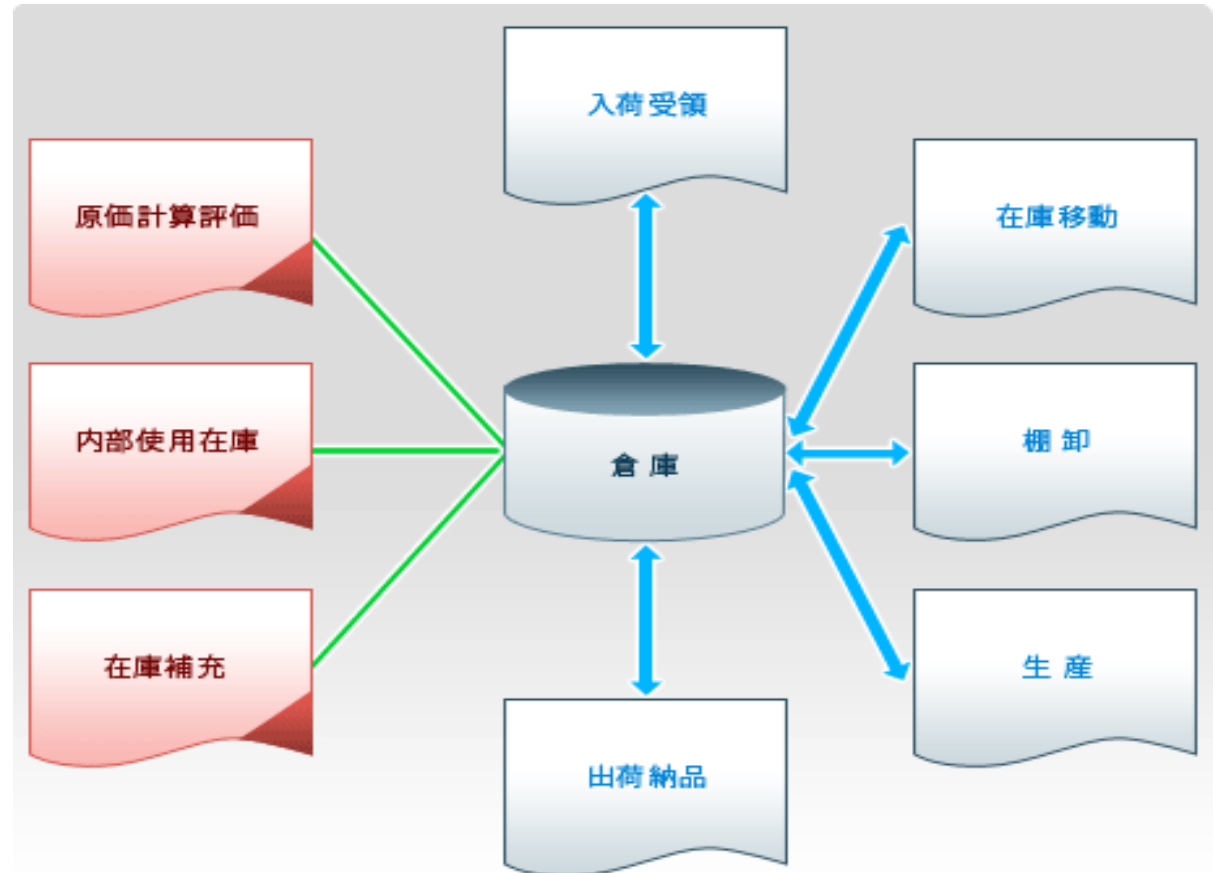 入荷受領
原価計算評価
在庫移動
内部使用在庫
倉庫
棚卸
在庫補充
生産
出荷納品